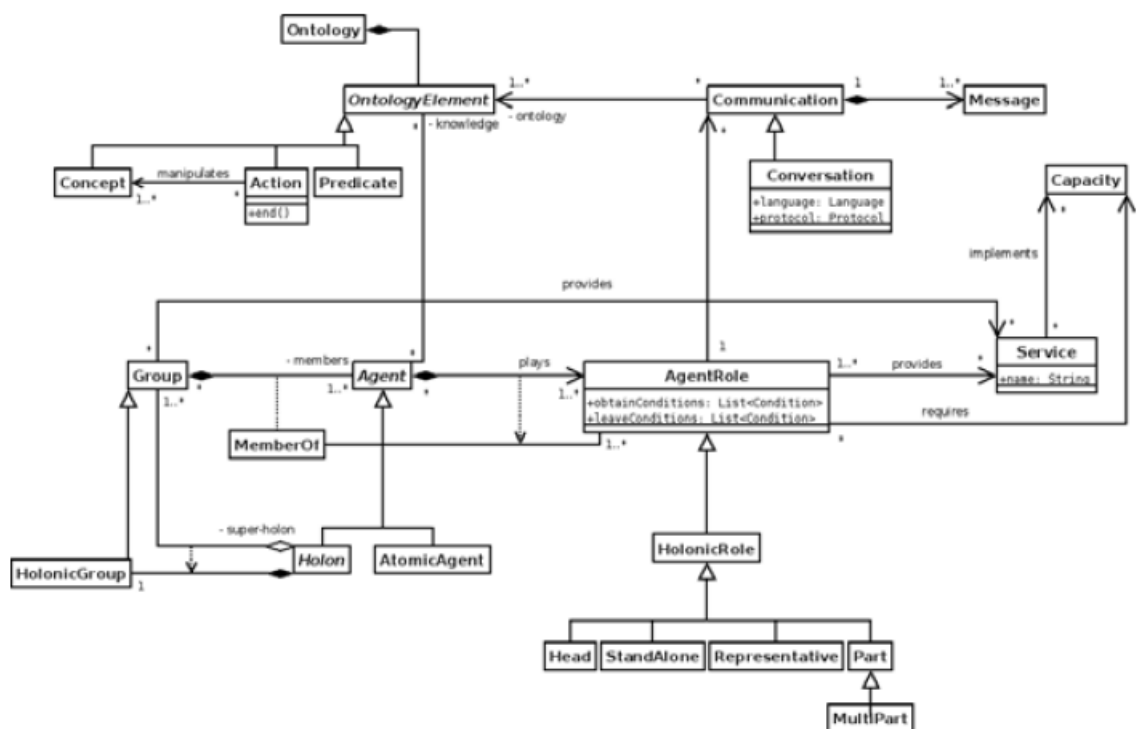 Ontology
1..*
*
1
1..*
OntologyElement
Communication
Message
- knowledge
- ontology
*
*
manipulates
Concept
Action
Predicate
1..*
*
+end()
Conversation
+language: Language
+protocol: Protocol
Capacity
*
implements
provides
*
*
*
*
1
- members
plays
Group
Agent
AgentRole
1..*
provides
*
Service
*
1..*
*
1..*
+obtainConditions: List<Condition>
+name: String
1..*
+leaveConditions: List<Condition>
requires
MemberOf
1..*
*
- super-holon
Holon
AtomicAgent
HolonicRole
HolonicGroup
1
Head
StandAlone
Representative
Part
MultiPart